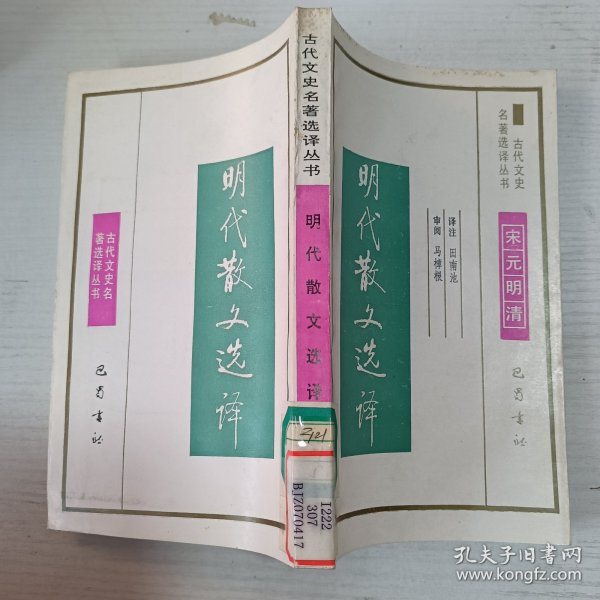 古代文史名
著选译丛书
明代散文选译
巴蜀书社
古代文史名著选译丛书
明代散文选译
2421
I222
307
BJZ070417
古代文史
名著选译丛书
宋元明清
译注 田南池
审阅 马樟根
明代散文选译
巴蜀书社
孔夫子旧书网
www.kongfz.com